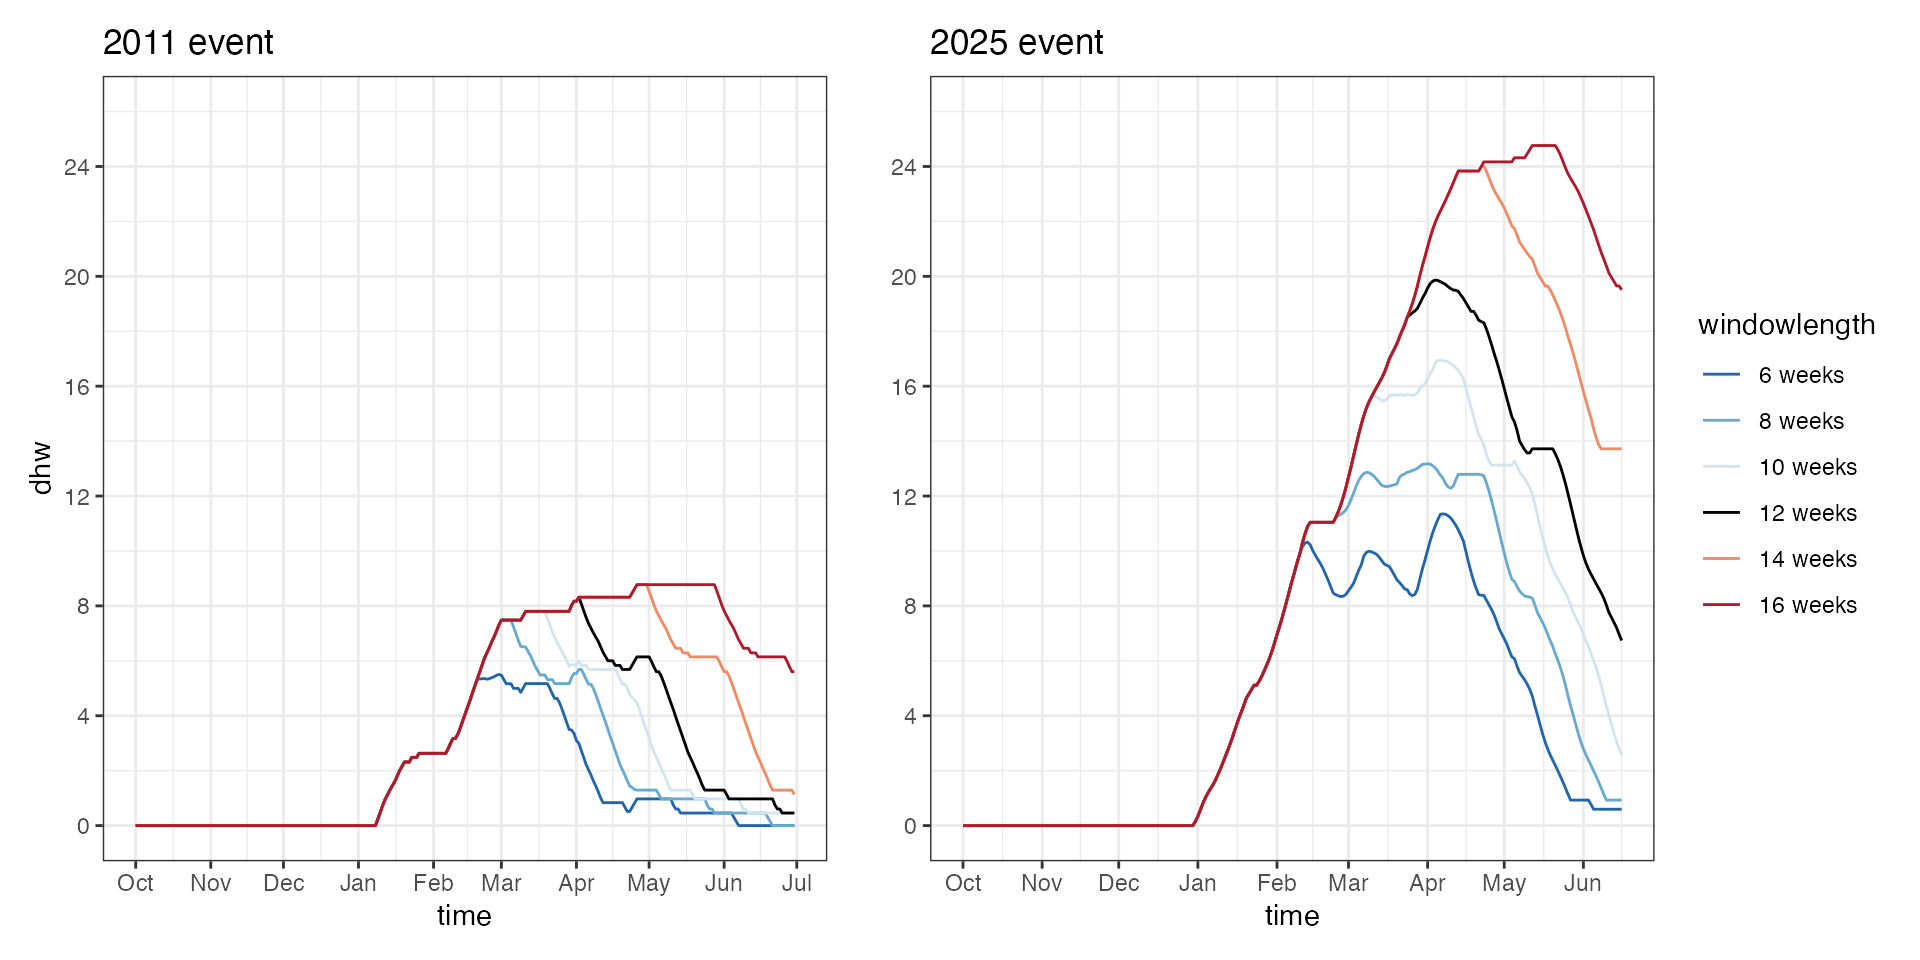 2011 event
2025 event
dhw
24
20
16
12
8
4
0
Oct Nov Dec Jan Feb Mar Apr May Jun Jul
time
24
20
16
12
8
4
0
Oct Nov Dec Jan Feb Mar Apr May Jun
time
windowlength
6 weeks
8 weeks
10 weeks
12 weeks
14 weeks
16 weeks